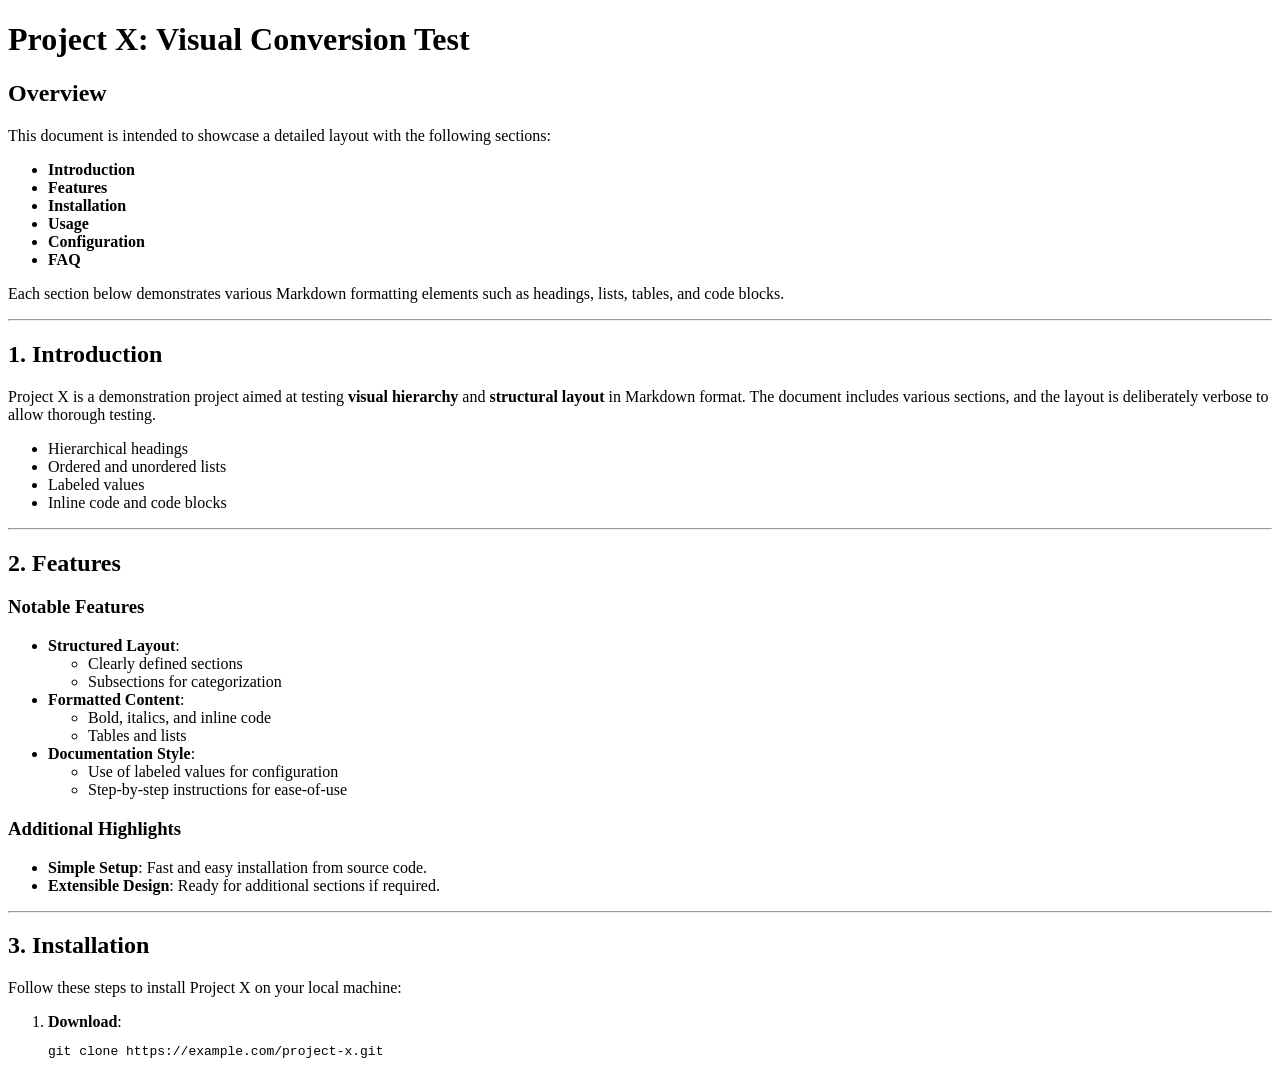 Project X: Visual Conversion Test
Overview
This document is intended to showcase a detailed layout with the following sections:
Introduction
Features
Installation
Usage
Configuration
FAQ
Each section below demonstrates various Markdown formatting elements such as headings, lists, tables, and code blocks.
1. Introduction
Project X is a demonstration project aimed at testing visual hierarchy and structural layout in Markdown format. The document includes various sections, and the layout is deliberately verbose to
allow thorough testing.
Hierarchical headings
Ordered and unordered lists
Labeled values
Inline code and code blocks
2. Features
Notable Features
Structured Layout:
Clearly defined sections
Subsections for categorization
Formatted Content:
Bold, italics, and inline code
Tables and lists
Documentation Style:
Use of labeled values for configuration
Step-by-step instructions for ease-of-use
Additional Highlights
Simple Setup: Fast and easy installation from source code.
Extensible Design: Ready for additional sections if required.
3. Installation
Follow these steps to install Project X on your local machine:
1. Download:
git clone https://example.com/project-x.git